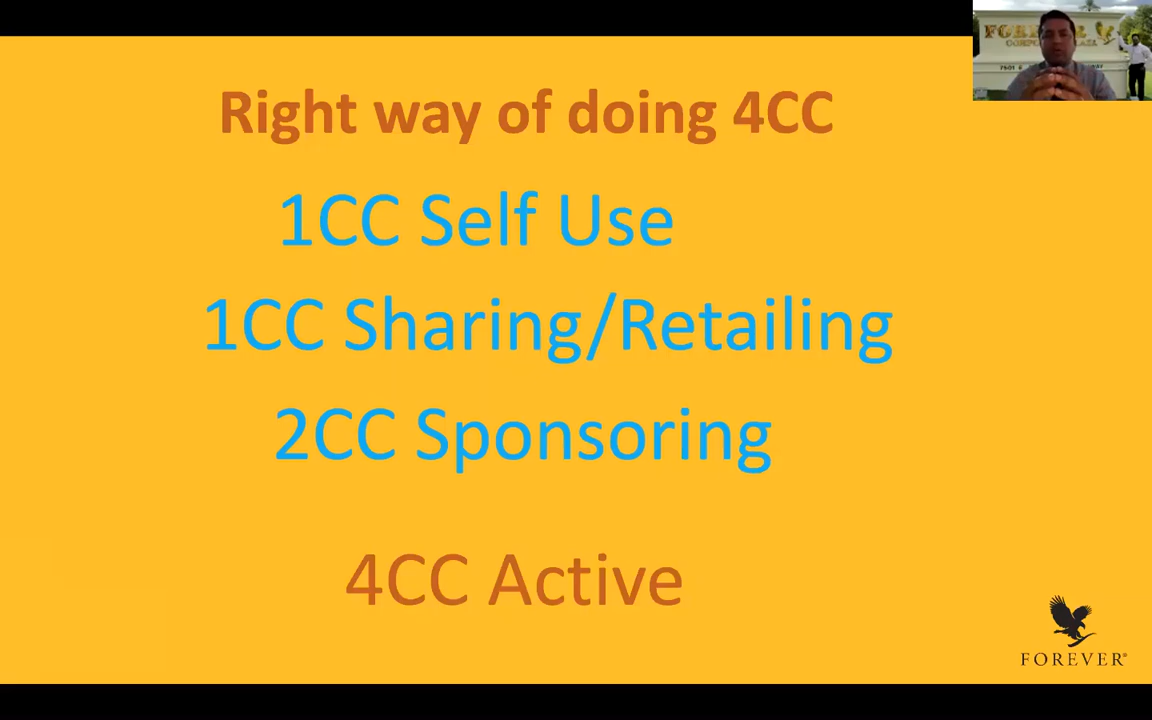 Right way of doing 4CC
1CC Self Use
1CC Sharing/Retailing
2CC Sponsoring
4CC Active
FOREVER®